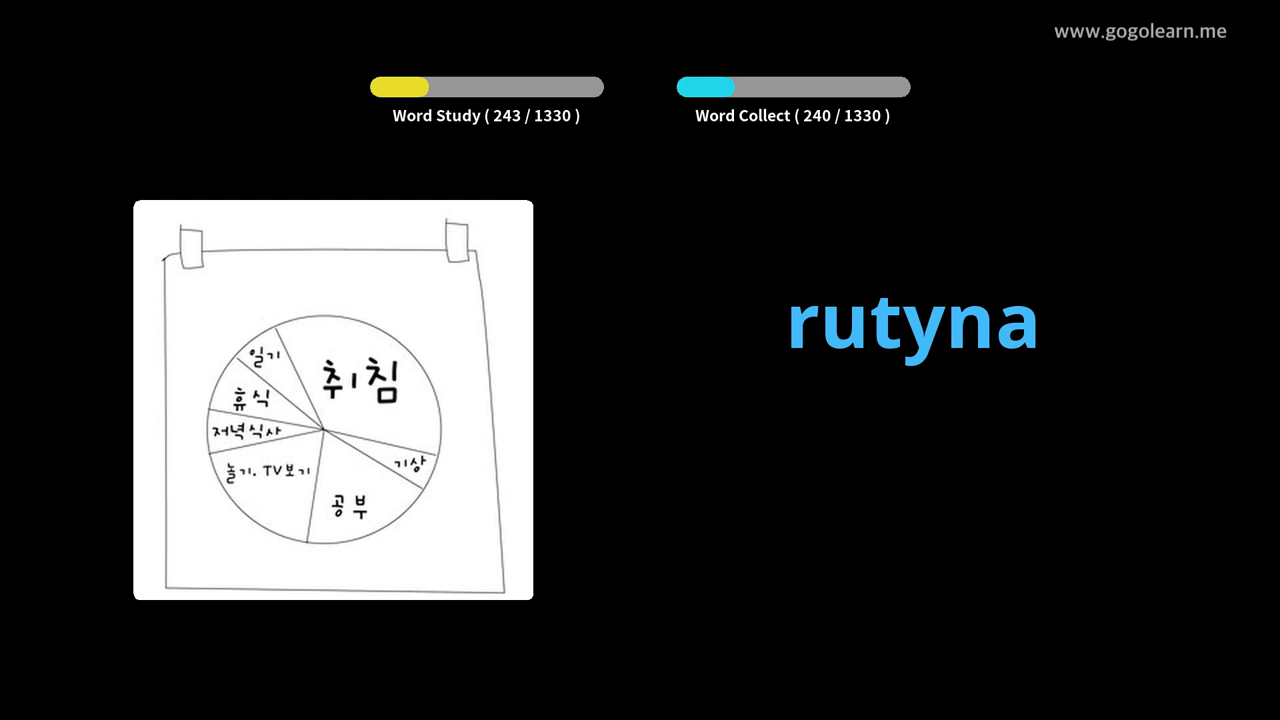 www.gogolearn.me
Word Study ( 243 / 1330 )
Word Collect ( 240 / 1330 )
일기
취침
휴식
저녁식사
기상
놀기. TV보기
공부
rutyna